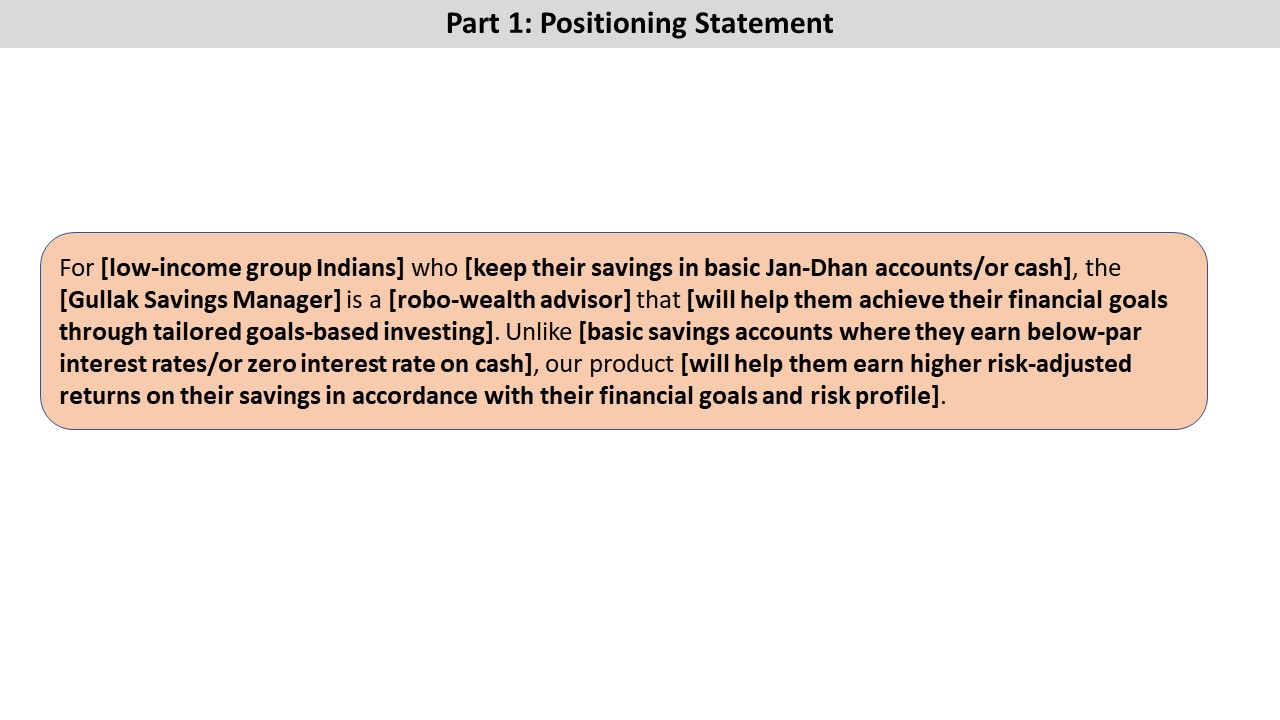 Part 1: Positioning Statement
For [low-income group Indians] who [keep their savings in basic Jan-Dhan accounts/or cash], the
[Gullak Savings Manager] is a [robo-wealth advisor] that [will help them achieve their financial goals
through tailored goals-based investing]. Unlike [basic savings accounts where they earn below-par
interest rates/or zero interest rate on cash], our product [will help them earn higher risk-adjusted
returns on their savings in accordance with their financial goals and risk profile].